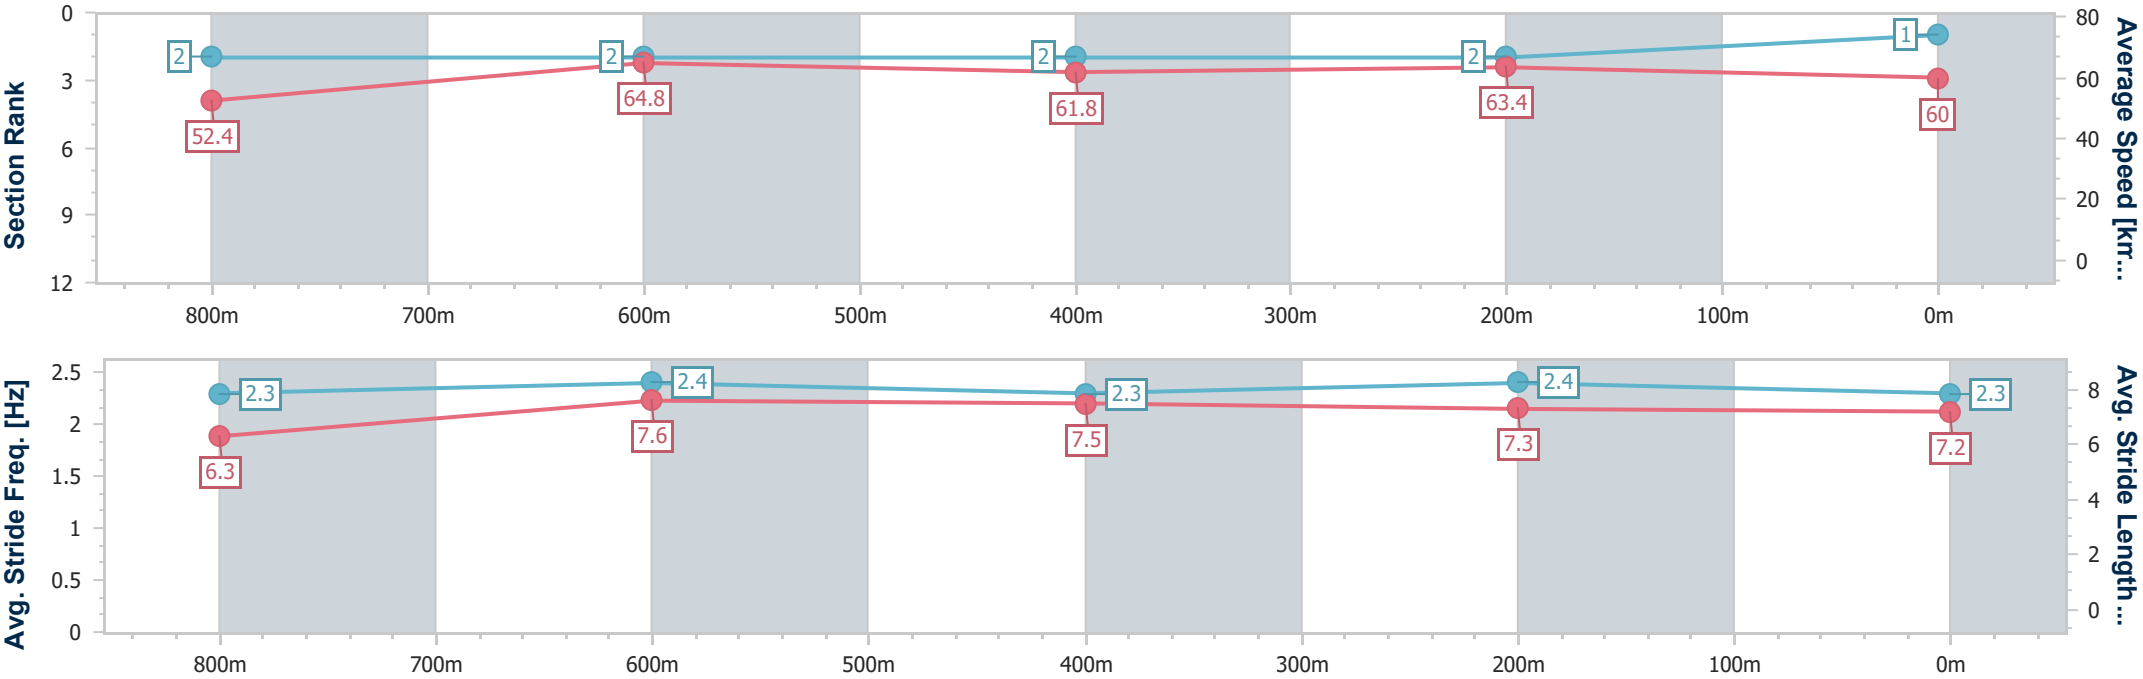 Section Rank
0
3
6
9
12
2
2
2
2
1
52.4
64.8
61.8
63.4
60
80
60
40
20
0
Average Speed [km...
800m
700m
600m
500m
400m
300m
200m
100m
0m
Avg. Stride Freq. [Hz]
2.5
2
1.5
1
0.5
0
2.3
2.4
2.3
2.4
2.3
6.3
7.6
7.5
7.3
7.2
8
6
4
2
0
Avg. Stride Length...
800m
700m
600m
500m
400m
300m
200m
100m
0m